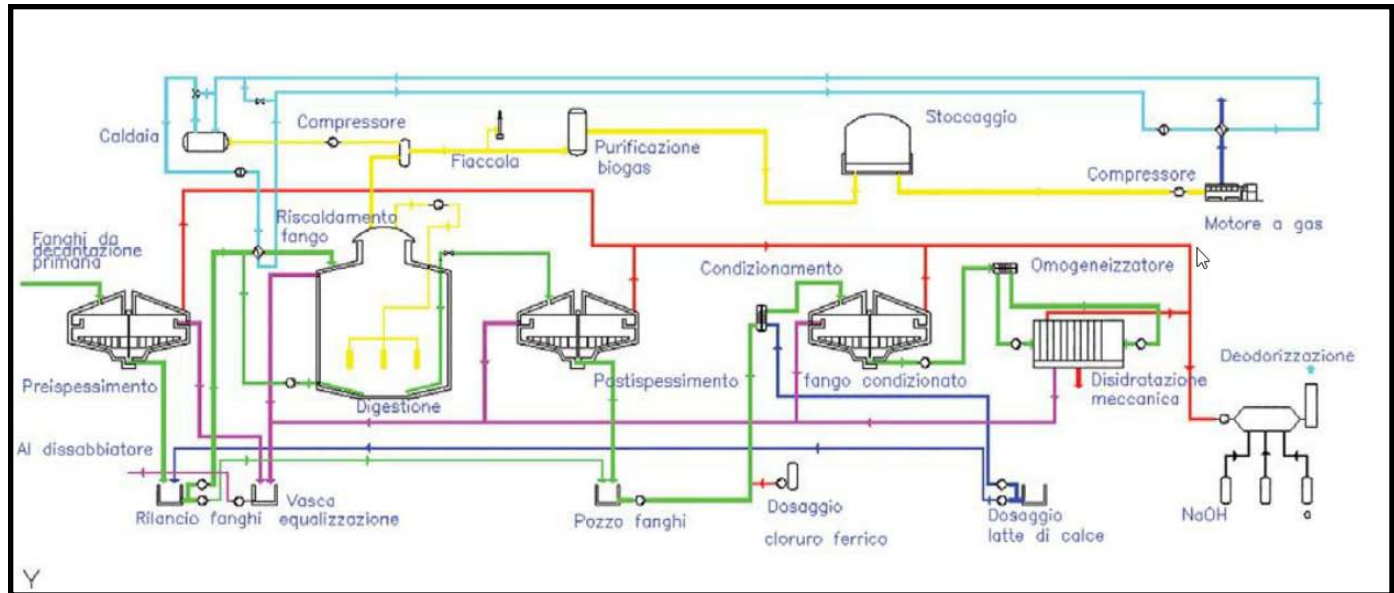 Caldaia
Compressore
Fiaccola
Purificazione
biogas
Stoccaggio
Compressore
Motore a gas
Riscaldamento
fango
Fanghi da
decantazione
primaria
Condizionamento
Omogeneizzatore
Preispessimento
Digestione
Postispessimento
fango condizionato
Disidratazione
meccanica
Deodorizzazione
Al dissabbiatore
Rilancio fanghi
Vasca
equalizzazione
Pozzo fanghi
Dosaggio
cloruro ferrico
Dosaggio
latte di calce
NaOH
a
Y